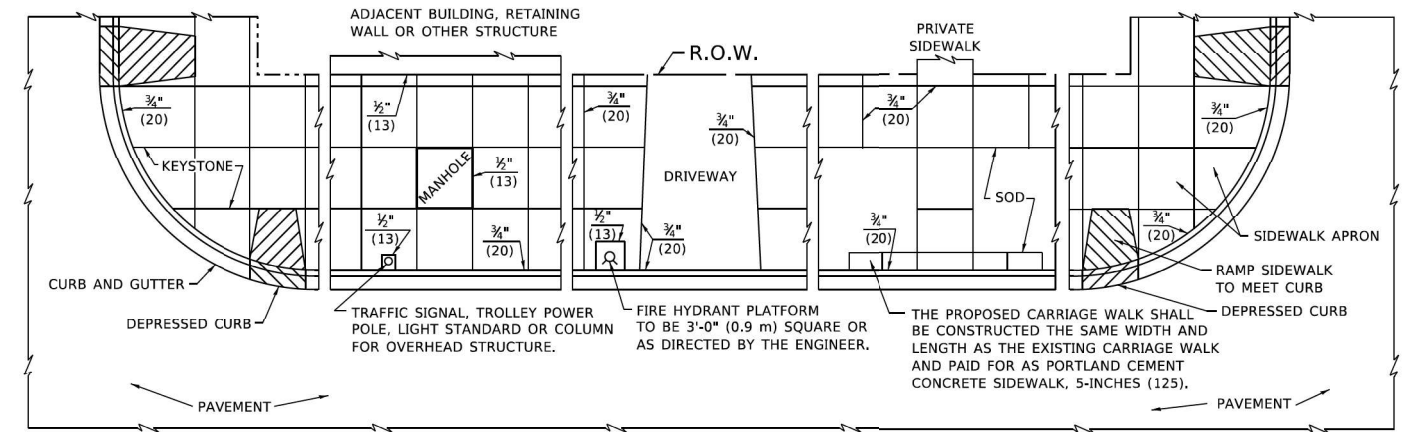 ADJACENT BUILDING, RETAINING
WALL OR OTHER STRUCTURE
R.O.W.
PRIVATE
SIDEWALK
¾"
(20)
½"
(13)
¾"
(20)
¾"
(20)
¾"
(20)
¾"
(20)
KEYSTONE
MANHOLE
½"
(13)
DRIVEWAY
SOD
½"
(13)
¾"
(20)
½"
(13)
¾"
(20)
¾"
(20)
¾"
(20)
SIDEWALK APRON
CURB AND GUTTER
RAMP SIDEWALK
TO MEET CURB
DEPRESSED CURB
DEPRESSED CURB
TRAFFIC SIGNAL, TROLLEY POWER
POLE, LIGHT STANDARD OR COLUMN
FOR OVERHEAD STRUCTURE.
FIRE HYDRANT PLATFORM
TO BE 3'-0" (0.9 m) SQUARE OR
AS DIRECTED BY THE ENGINEER.
THE PROPOSED CARRIAGE WALK SHALL
BE CONSTRUCTED THE SAME WIDTH AND
LENGTH AS THE EXISTING CARRIAGE WALK
AND PAID FOR AS PORTLAND CEMENT
CONCRETE SIDEWALK, 5-INCHES (125).
PAVEMENT
PAVEMENT